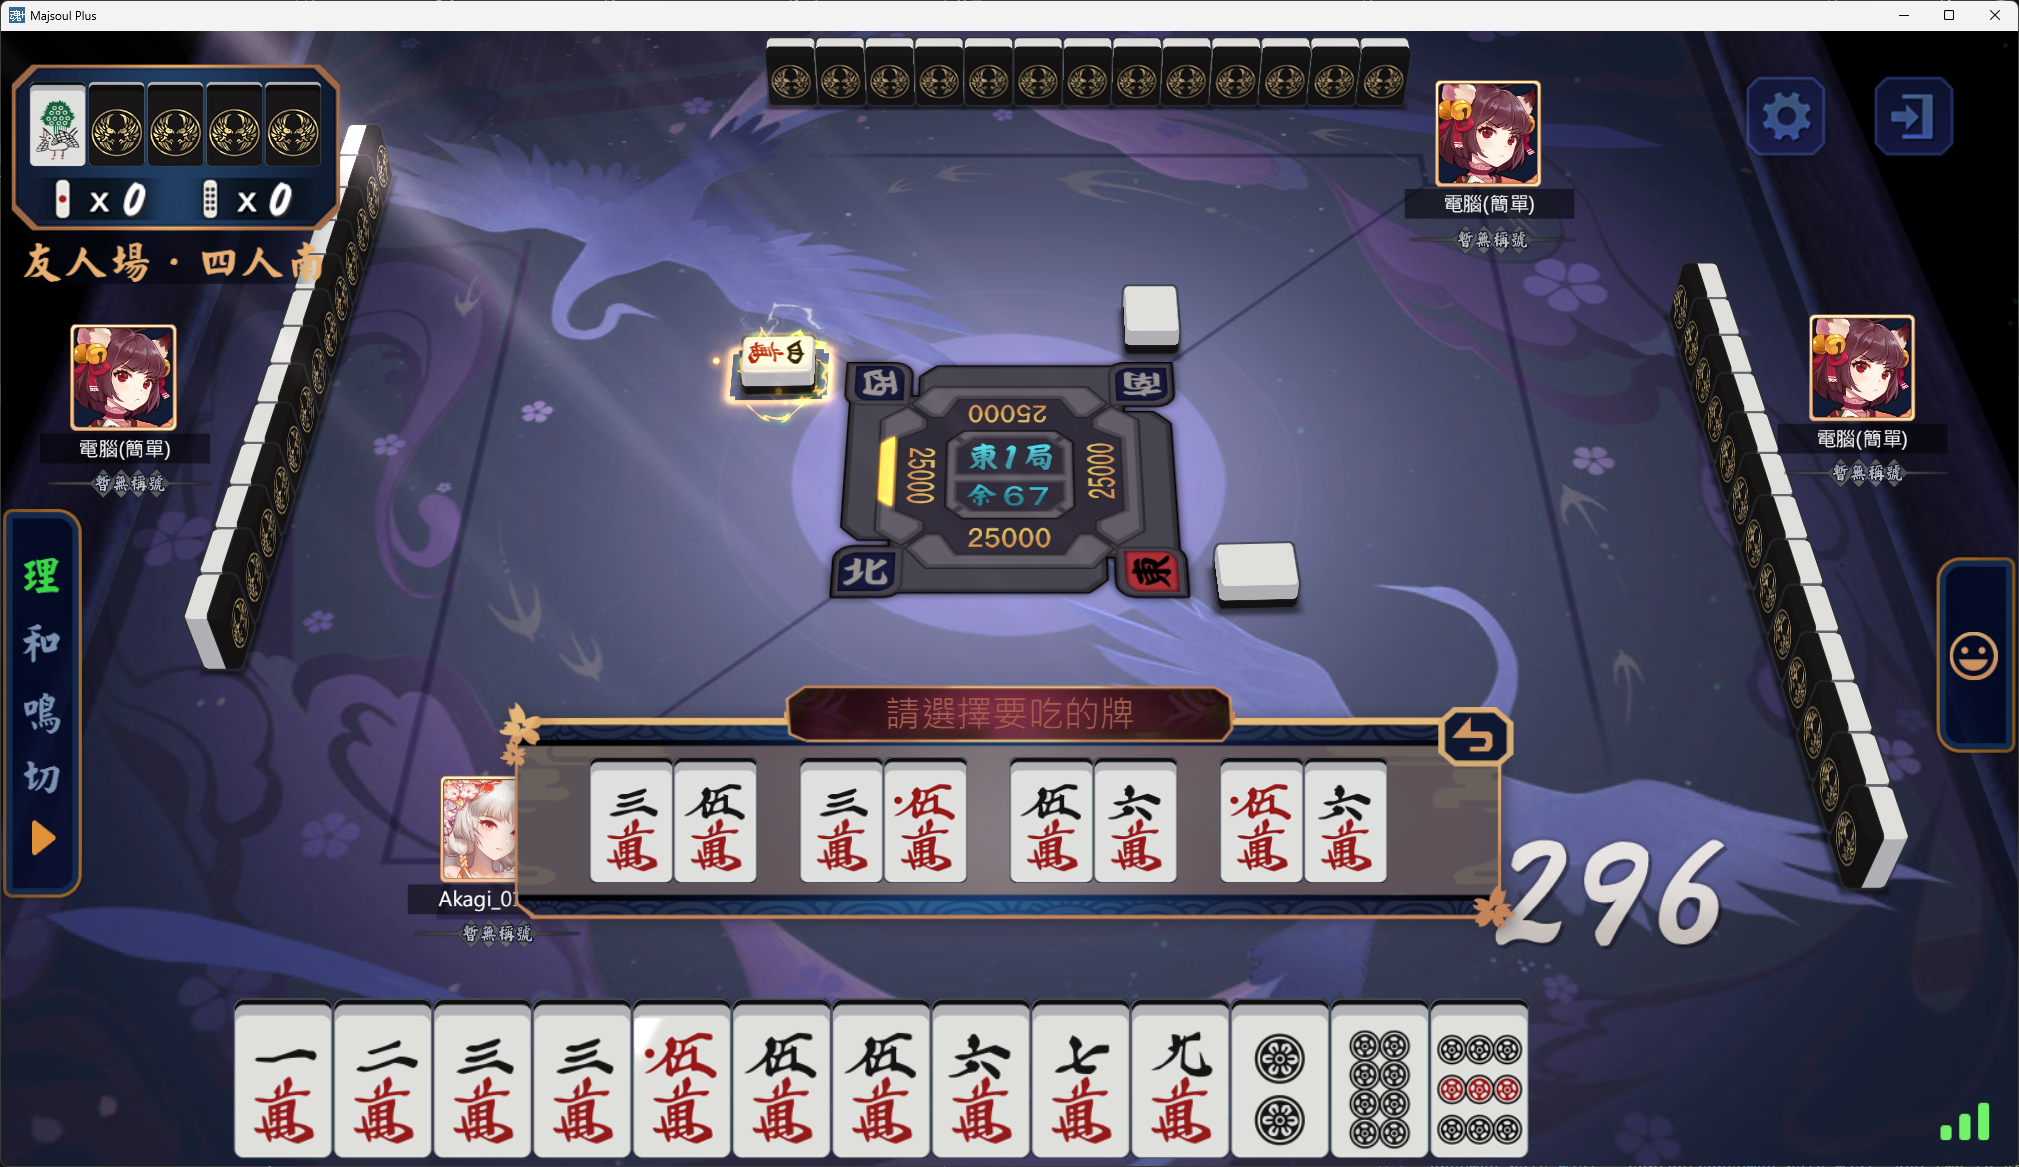 Majsoul Plus
x 0 x 0
友人場・四人南
電腦(簡單)
暫無稱號
電腦(簡單)
暫無稱號
電腦(簡單)
暫無稱號
四萬
西 南
25000
25000 東1局 25000
余67
25000
北 東
理
和
鳴
切
請選擇要吃的牌
三萬 伍萬 三萬 伍萬 伍萬 六萬 伍萬 六萬
296
Akagi_01
暫無稱號
一萬 二萬 三萬 三萬 伍萬 伍萬 伍萬 六萬 七萬 九萬